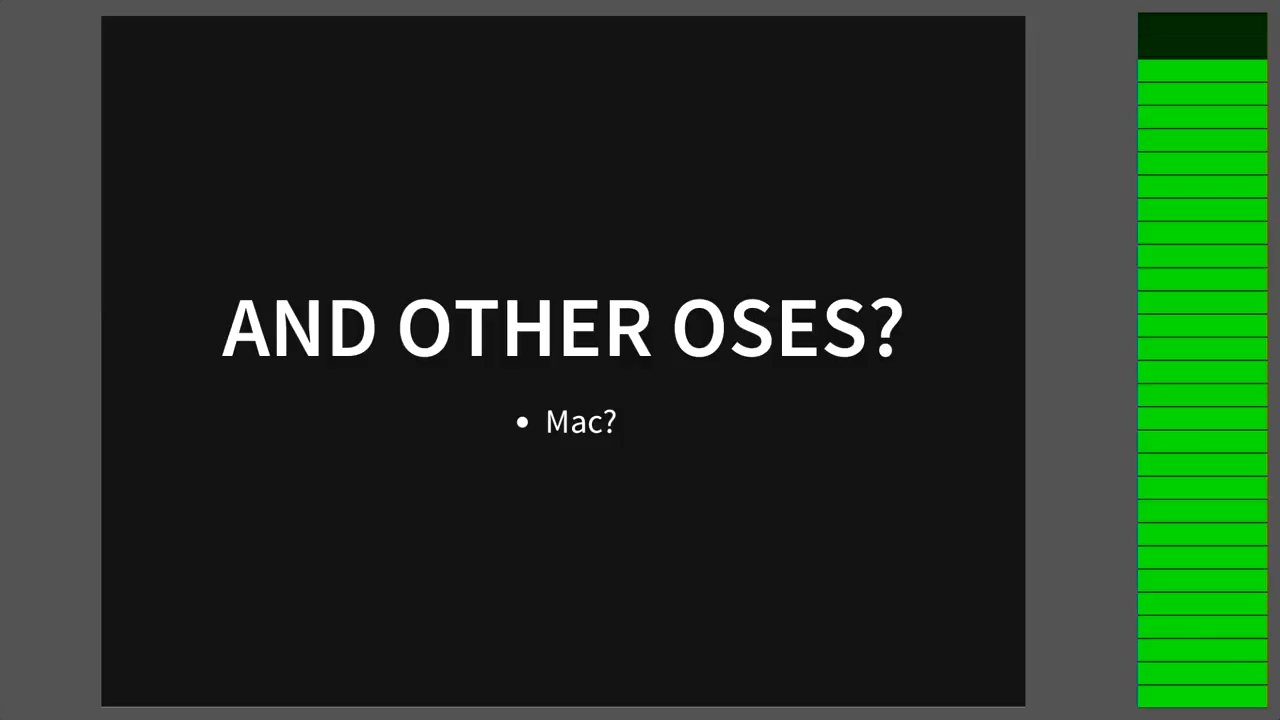 AND OTHER OSES?
• Mac?